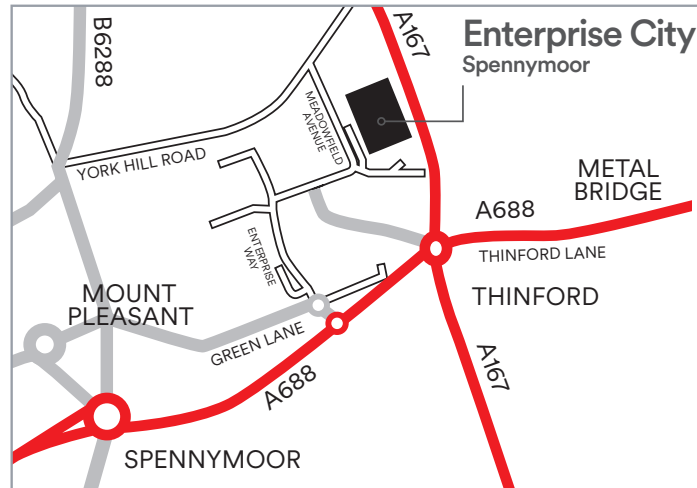 Enterprise City
Spennymoor
B6288
A167
MEADOWFIELD
AVENUE
YORK HILL ROAD
METAL
BRIDGE
A688
THINFORD LANE
ENTERPRISE
WAY
THINFORD
MOUNT
PLEASANT
GREEN LANE
A688
A167
SPENNYMOOR